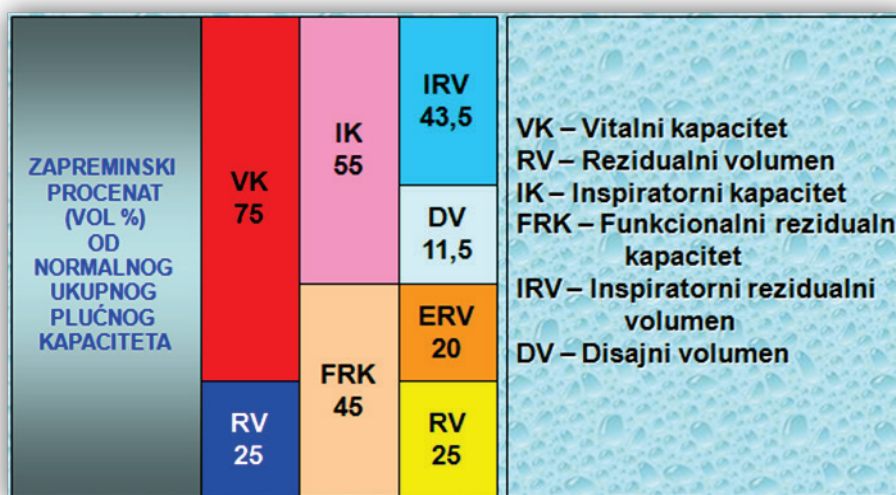 ZAPREMINSKI
PROCENAT
(VOL %)
OD
NORMALNOG
UKUPNOG
PLUĆNOG
KAPACITETA
VK
75
RV
25
IK
55
FRK
45
IRV
43,5
DV
11,5
ERV
20
RV
25
VK – Vitalni kapacitet
RV – Rezidualni volumen
IK – Inspiratorni kapacitet
FRK – Funkcionalni rezidualn
kapacitet
IRV – Inspiratorni rezidualni
volumen
DV – Disajni volumen